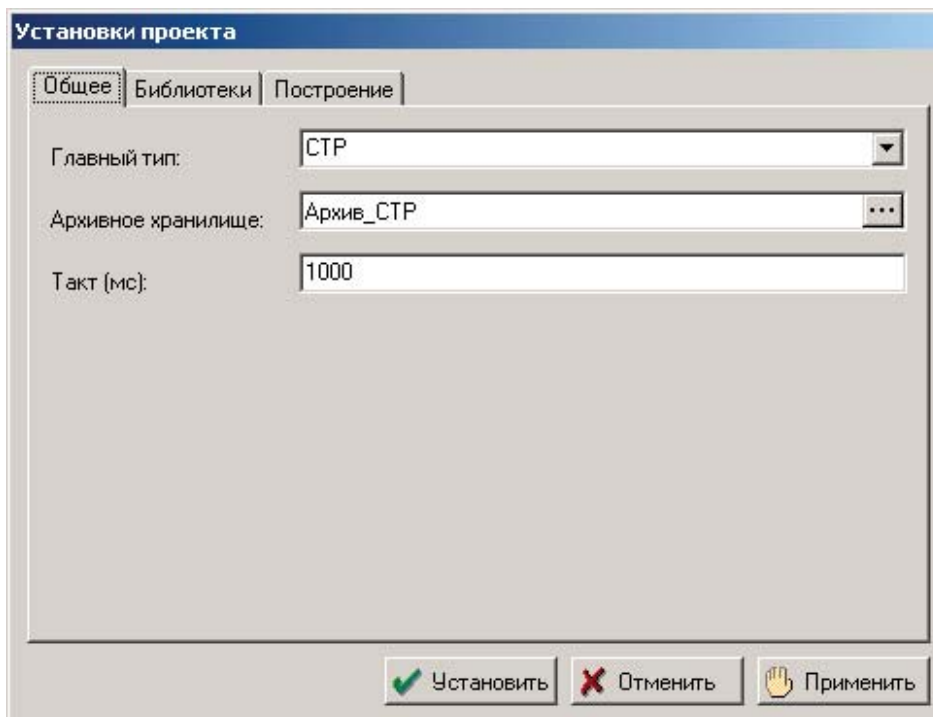 Установки проекта
Общее Библиотеки Построение
Главный тип: СТР
Архивное хранилище: Архив_СТР ...
Такт (мс): 1000
Установить Отменить Применить